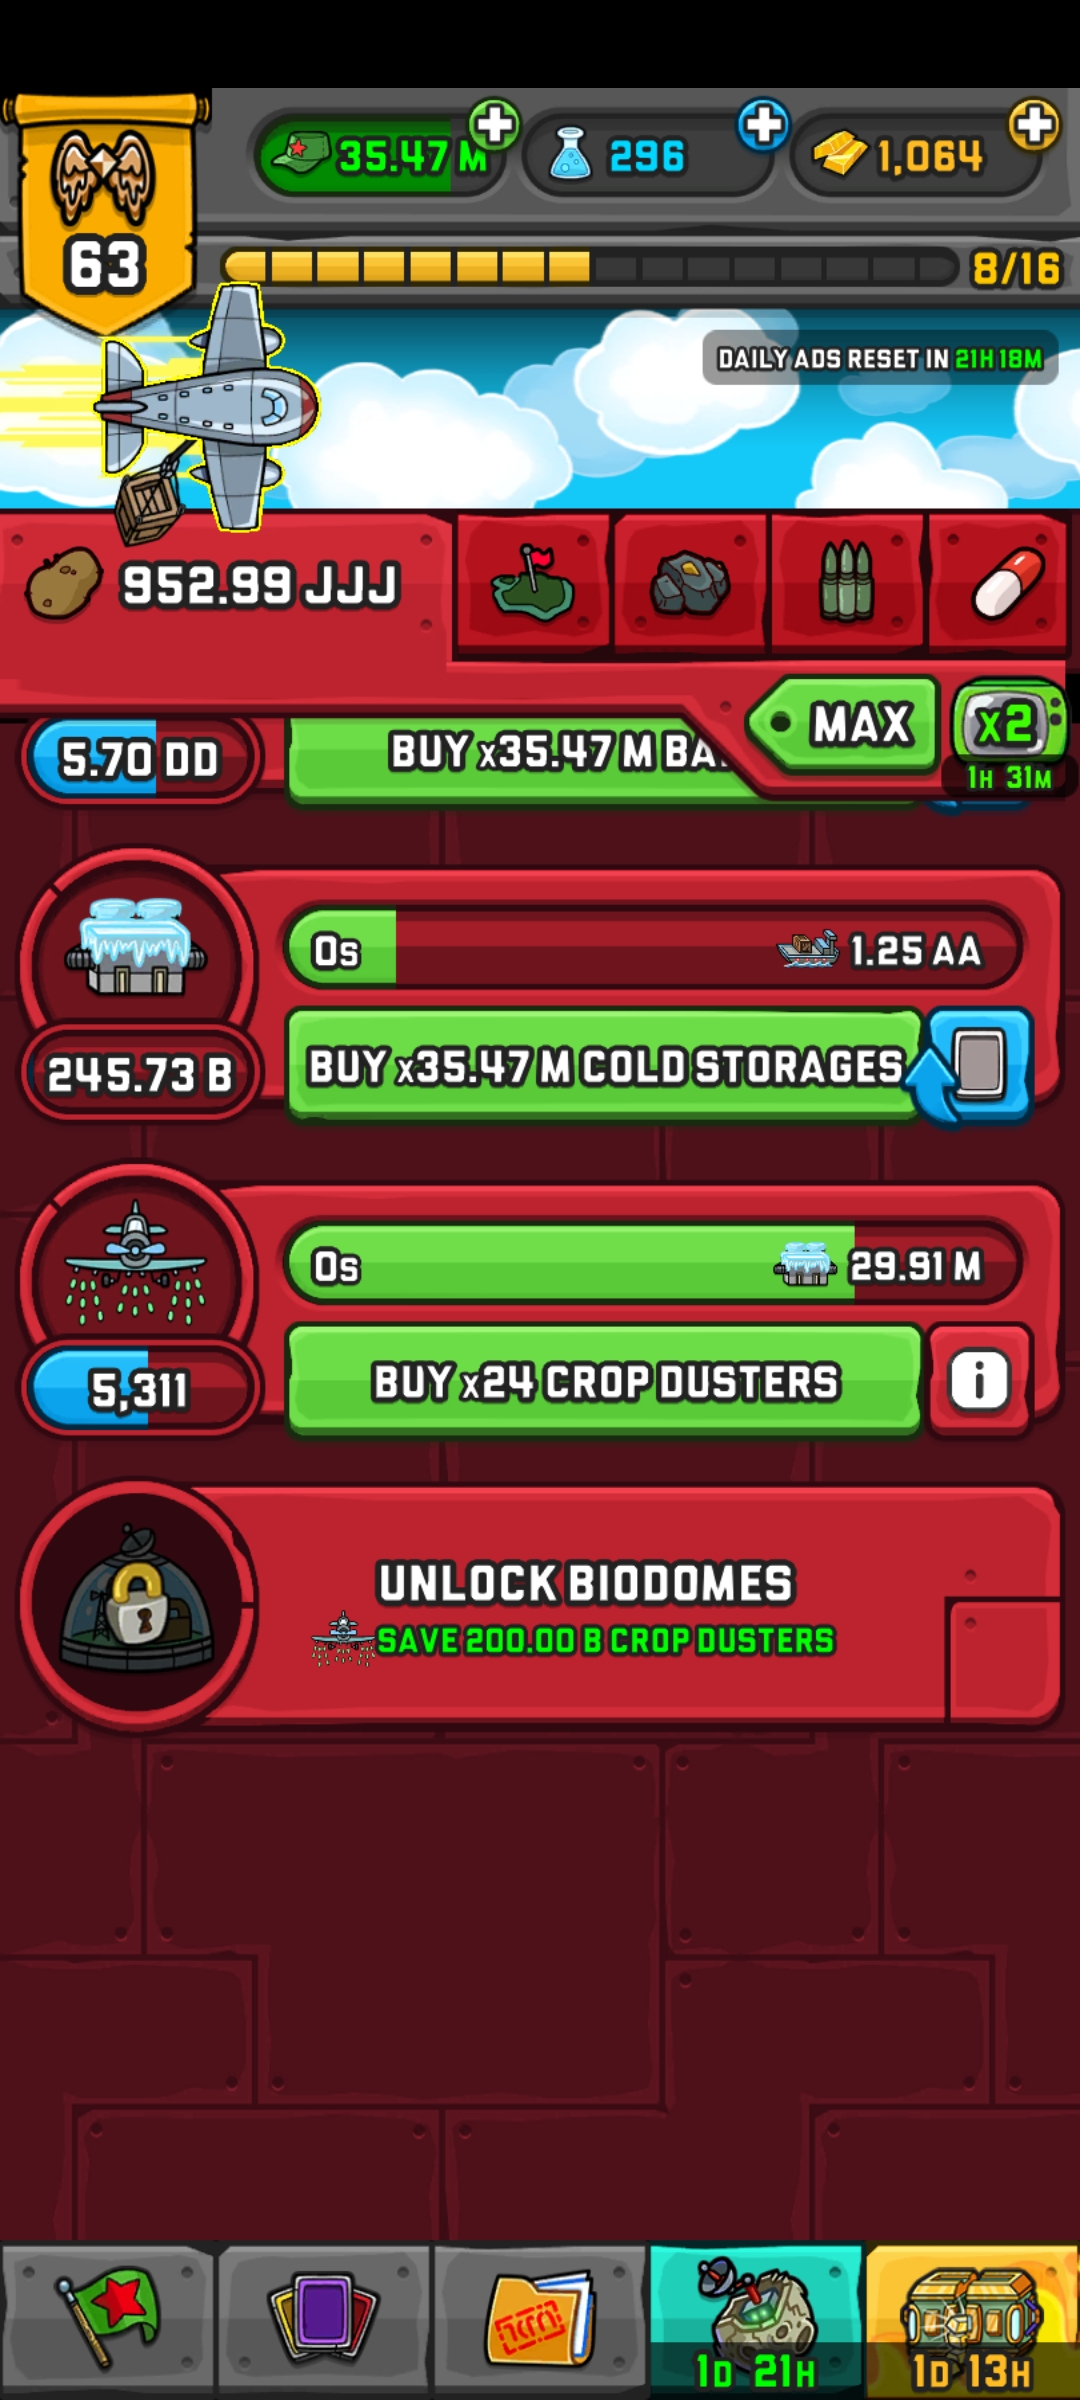 35.47 M
296
1,064
63
8/16
DAILY ADS RESET IN 21H 18M
952.99 JJJ
MAX
X2
1H 31M
5.70 DD
BUY x35.47 M BA
0s
1.25 AA
245.73 B
BUY x35.47 M COLD STORAGES
0s
29.91 M
5,311
BUY x24 CROP DUSTERS
i
UNLOCK BIODOMES
SAVE 200.00 B CROP DUSTERS
1D 21H
1D 13H